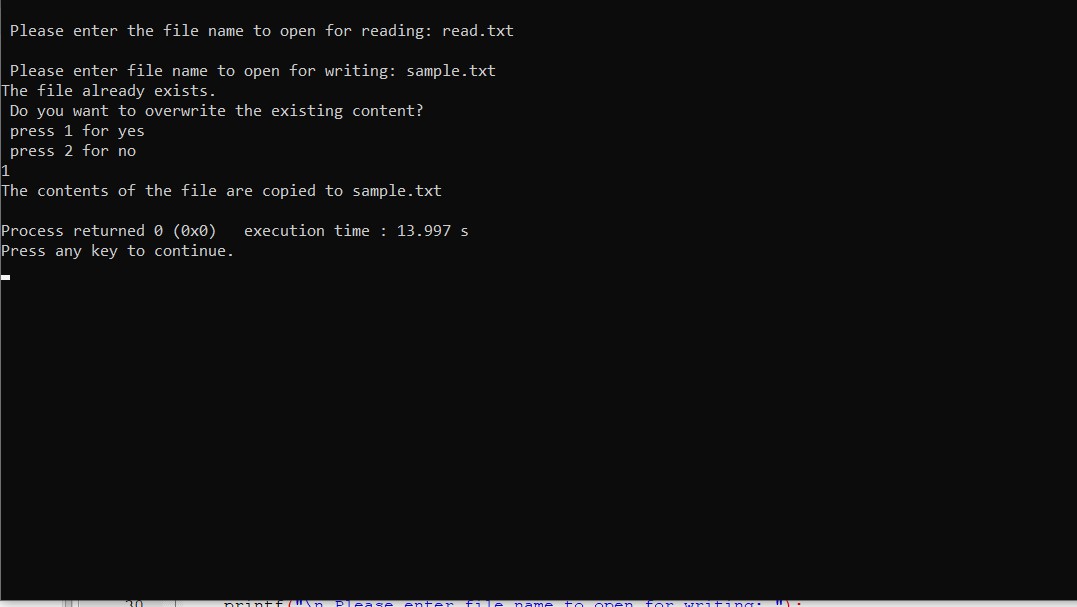 Please enter the file name to open for reading: read.txt
Please enter file name to open for writing: sample.txt
The file already exists.
Do you want to overwrite the existing content?
press 1 for yes
press 2 for no
1
The contents of the file are copied to sample.txt
Process returned 0 (0x0)   execution time : 13.997 s
Press any key to continue.
30 printf("\n Please enter file name to open for writing: ");